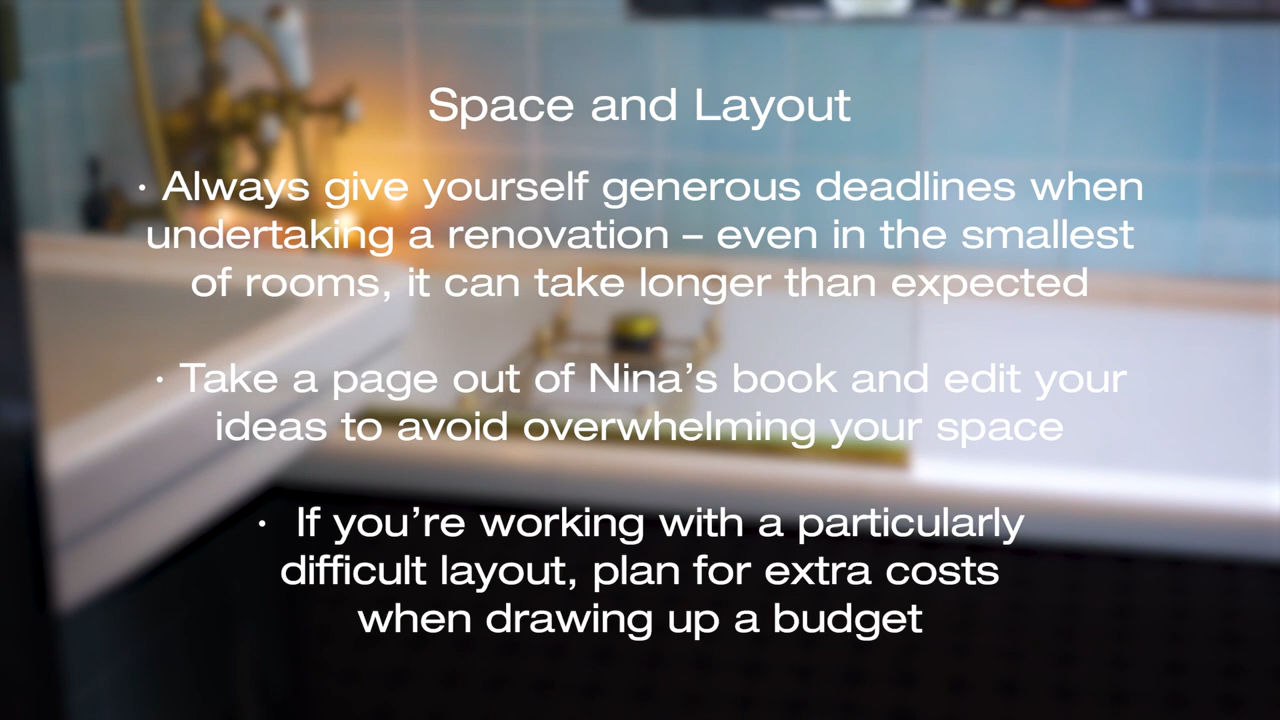 Space and Layout
· Always give yourself generous deadlines when
undertaking a renovation – even in the smallest
of rooms, it can take longer than expected
· Take a page out of Nina’s book and edit your
ideas to avoid overwhelming your space
· If you’re working with a particularly
difficult layout, plan for extra costs
when drawing up a budget